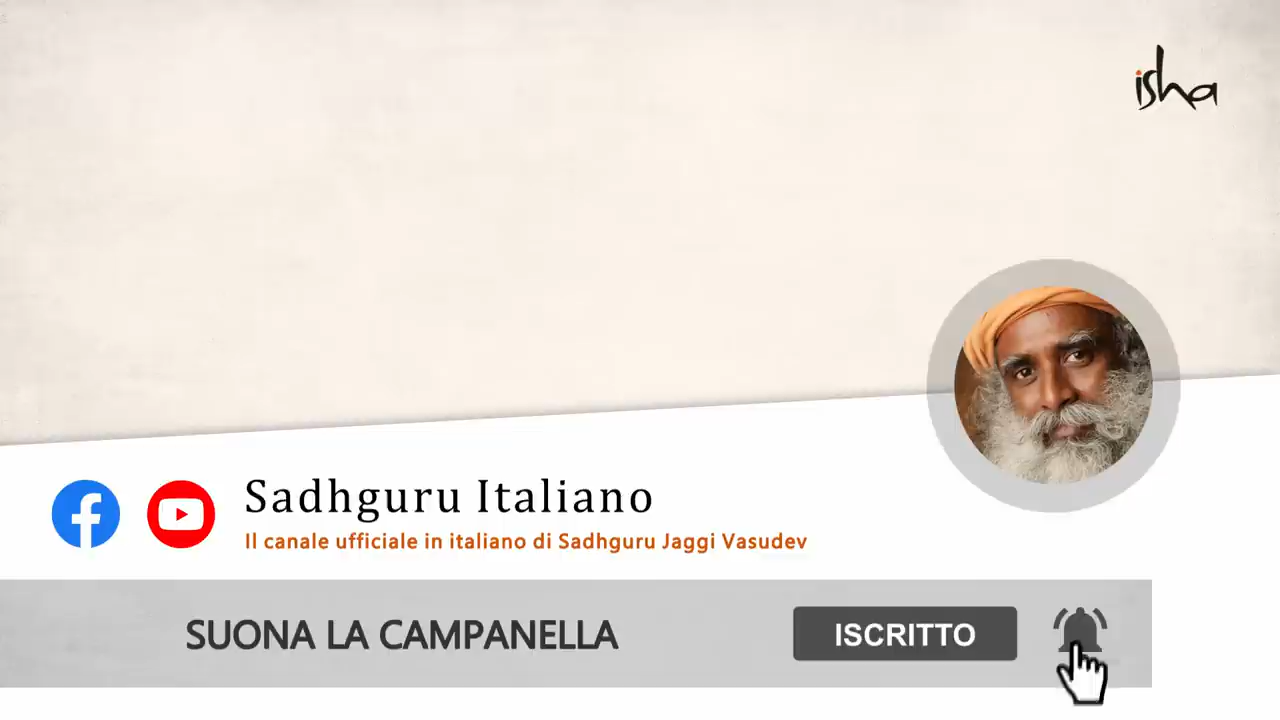 isha
Sadhguru Italiano
Il canale ufficiale in italiano di Sadhguru Jaggi Vasudev
SUONA LA CAMPANELLA
ISCRITTO